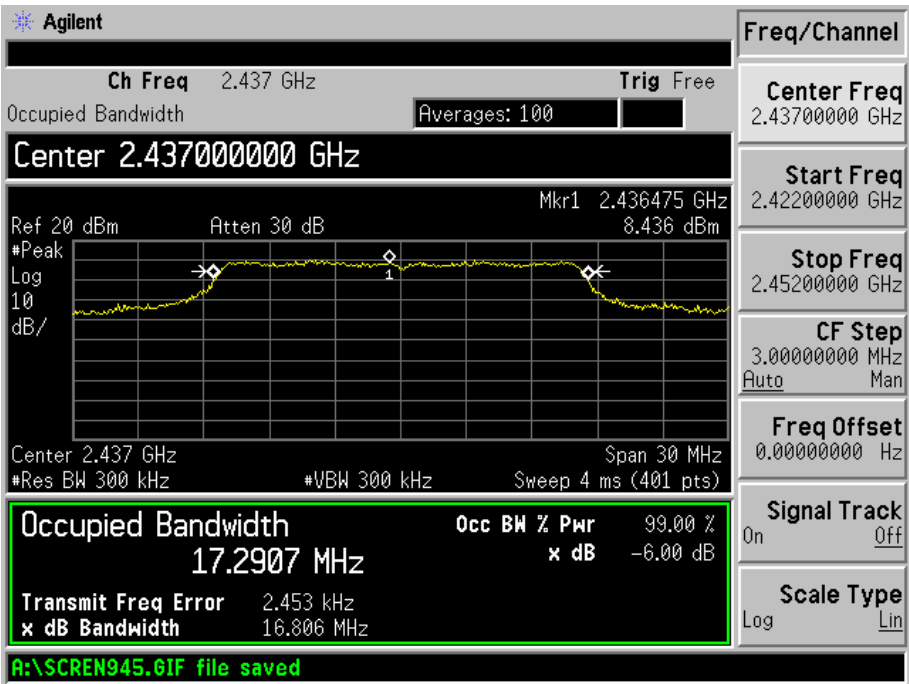 Agilent
Ch Freq 2.437 GHz Trig Free
Occupied Bandwidth Averages: 100
Center 2.437000000 GHz
Mkr1 2.436475 GHz
Ref 20 dBm Atten 30 dB 8.436 dBm
#Peak
Log
10
dB/
1
Center 2.437 GHz Span 30 MHz
#Res BW 300 kHz #VBW 300 kHz Sweep 4 ms (401 pts)
Occupied Bandwidth
17.2907 MHz
Occ BW % Pwr 99.00 %
x dB -6.00 dB
Transmit Freq Error 2.453 kHz
x dB Bandwidth 16.806 MHz
A:\SCREN945.GIF file saved
Freq/Channel
Center Freq
2.43700000 GHz
Start Freq
2.42200000 GHz
Stop Freq
2.45200000 GHz
CF Step
3.00000000 MHz
Auto Man
Freq Offset
0.00000000 Hz
Signal Track
On Off
Scale Type
Log Lin